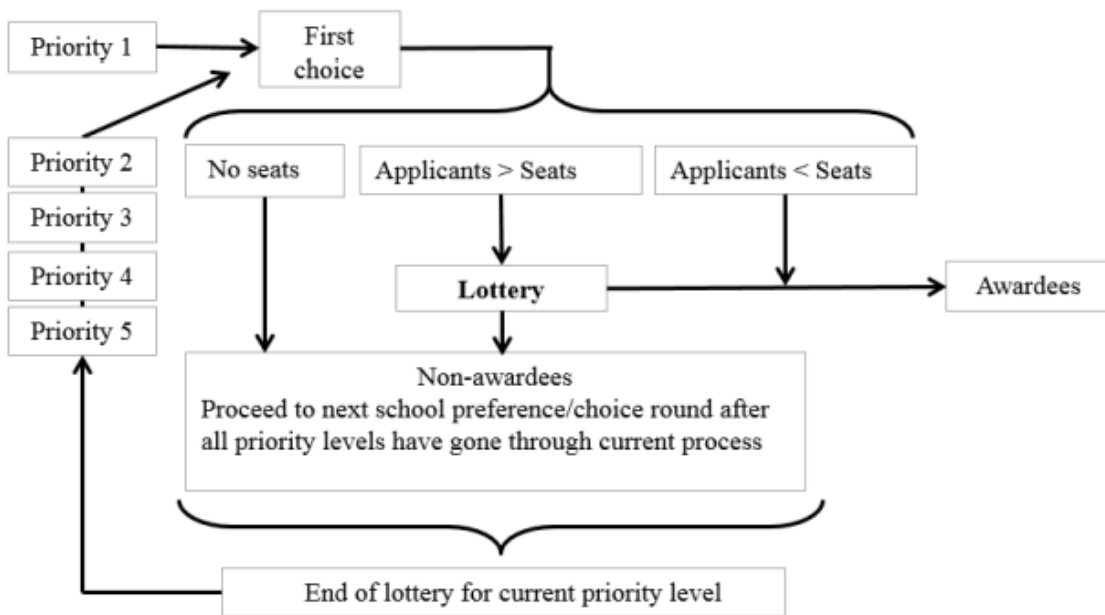 Priority 1
First
choice
Priority 2
Priority 3
Priority 4
Priority 5
No seats
Applicants > Seats
Applicants < Seats
Lottery
Awardees
Non-awardees
Proceed to next school preference/choice round after
all priority levels have gone through current process
End of lottery for current priority level